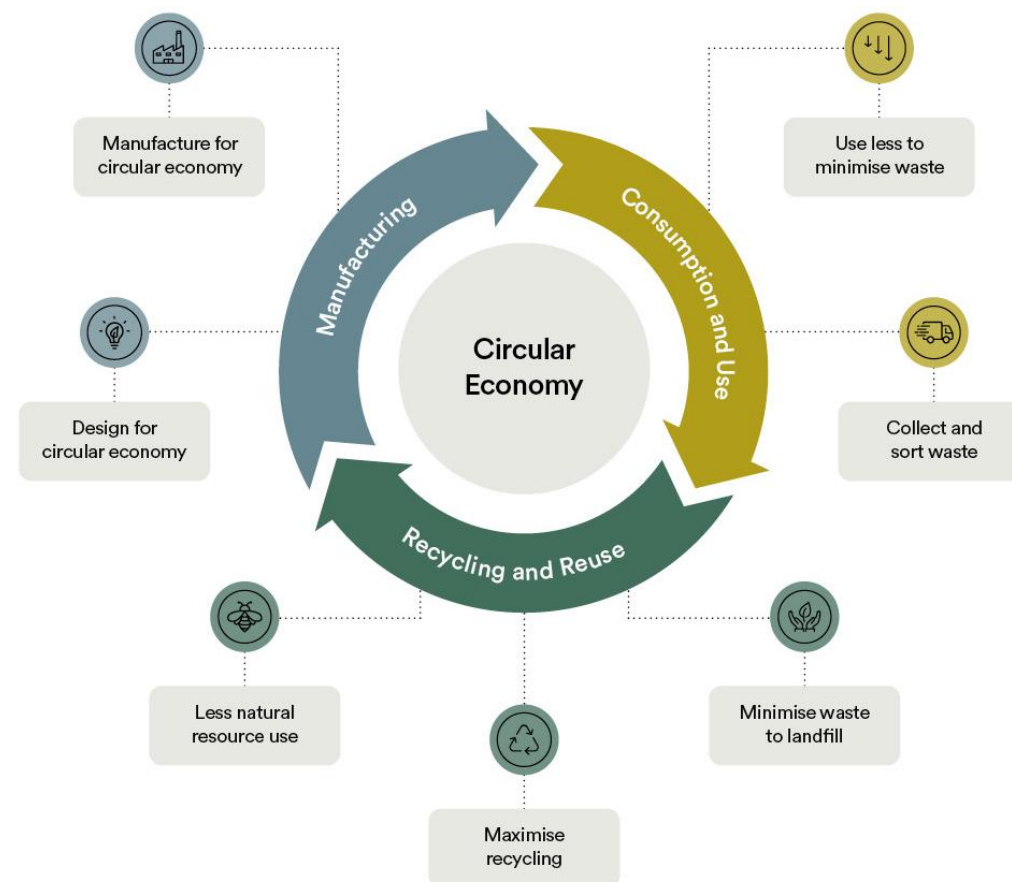 Manufacture for
circular economy
Use less to
minimise waste
Manufacturing
Consumption and Use
Circular
Economy
Design for
circular economy
Collect and
sort waste
Recycling and Reuse
Less natural
resource use
Minimise waste
to landfill
Maximise
recycling